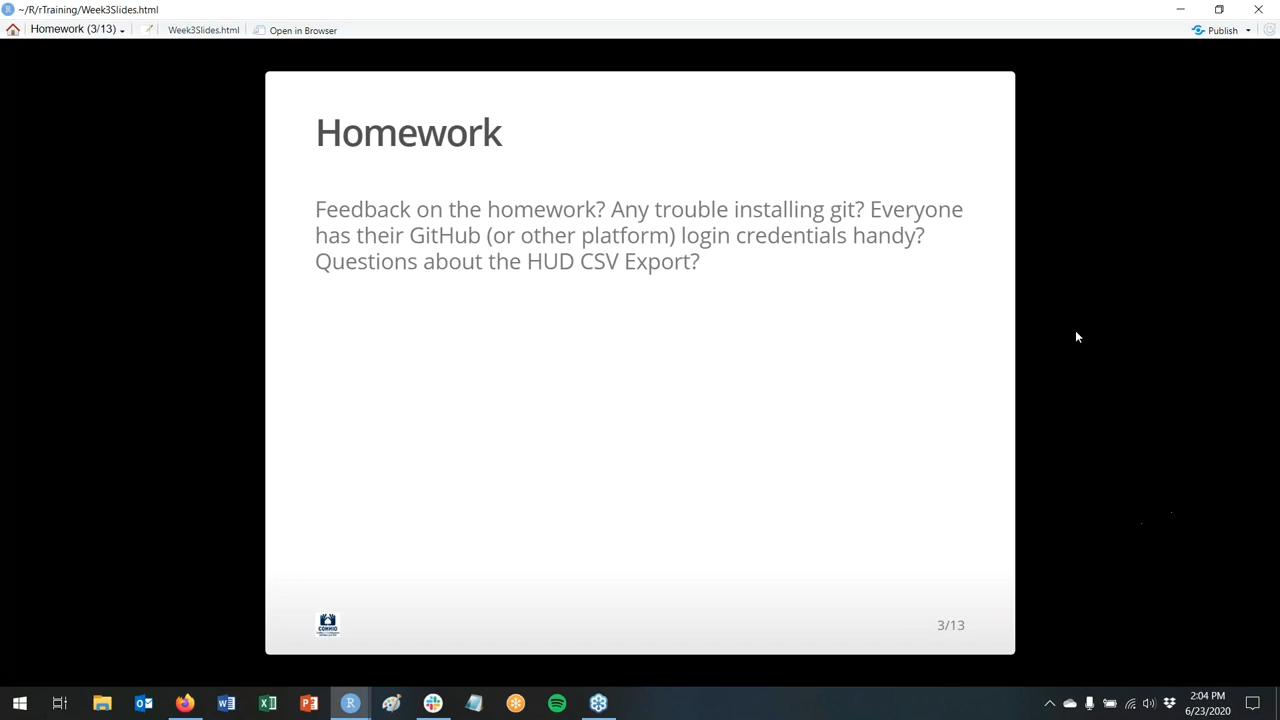 ~/R/rTraining/Week3Slides.html
Homework (3/13)
Week3Slides.html
Open in Browser
Publish
Homework
Feedback on the homework? Any trouble installing git? Everyone
has their GitHub (or other platform) login credentials handy?
Questions about the HUD CSV Export?
COHHIO
3/13
2:04 PM
6/23/2020